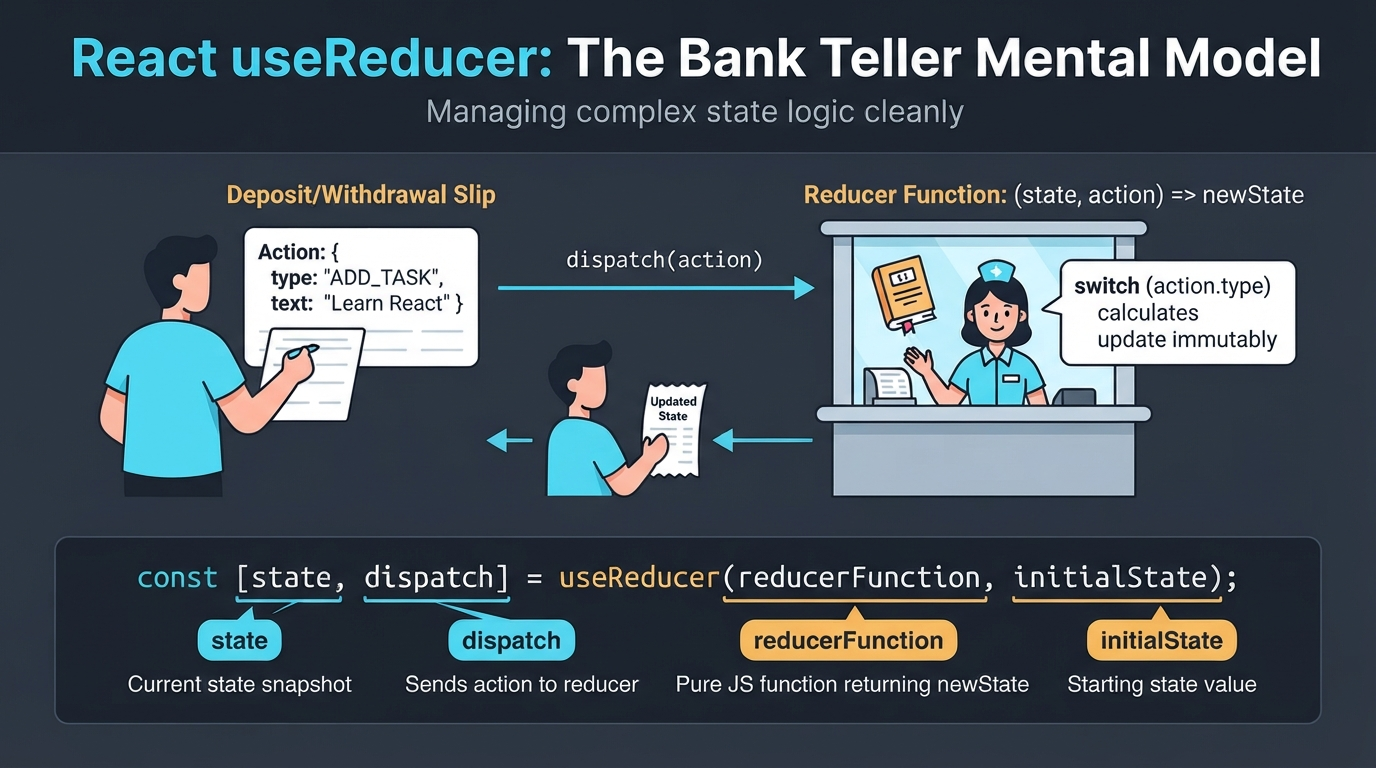 React useReducer: The Bank Teller Mental Model
Managing complex state logic cleanly
Deposit/Withdrawal Slip
Action: {
type: "ADD_TASK",
text: "Learn React" }
dispatch(action)
Reducer Function: (state, action) => newState
switch (action.type)
calculates
update immutably
Updated
State
const [state, dispatch] = useReducer(reducerFunction, initialState);
state
Current state snapshot
dispatch
Sends action to reducer
reducerFunction
Pure JS function returning newState
initialState
Starting state value